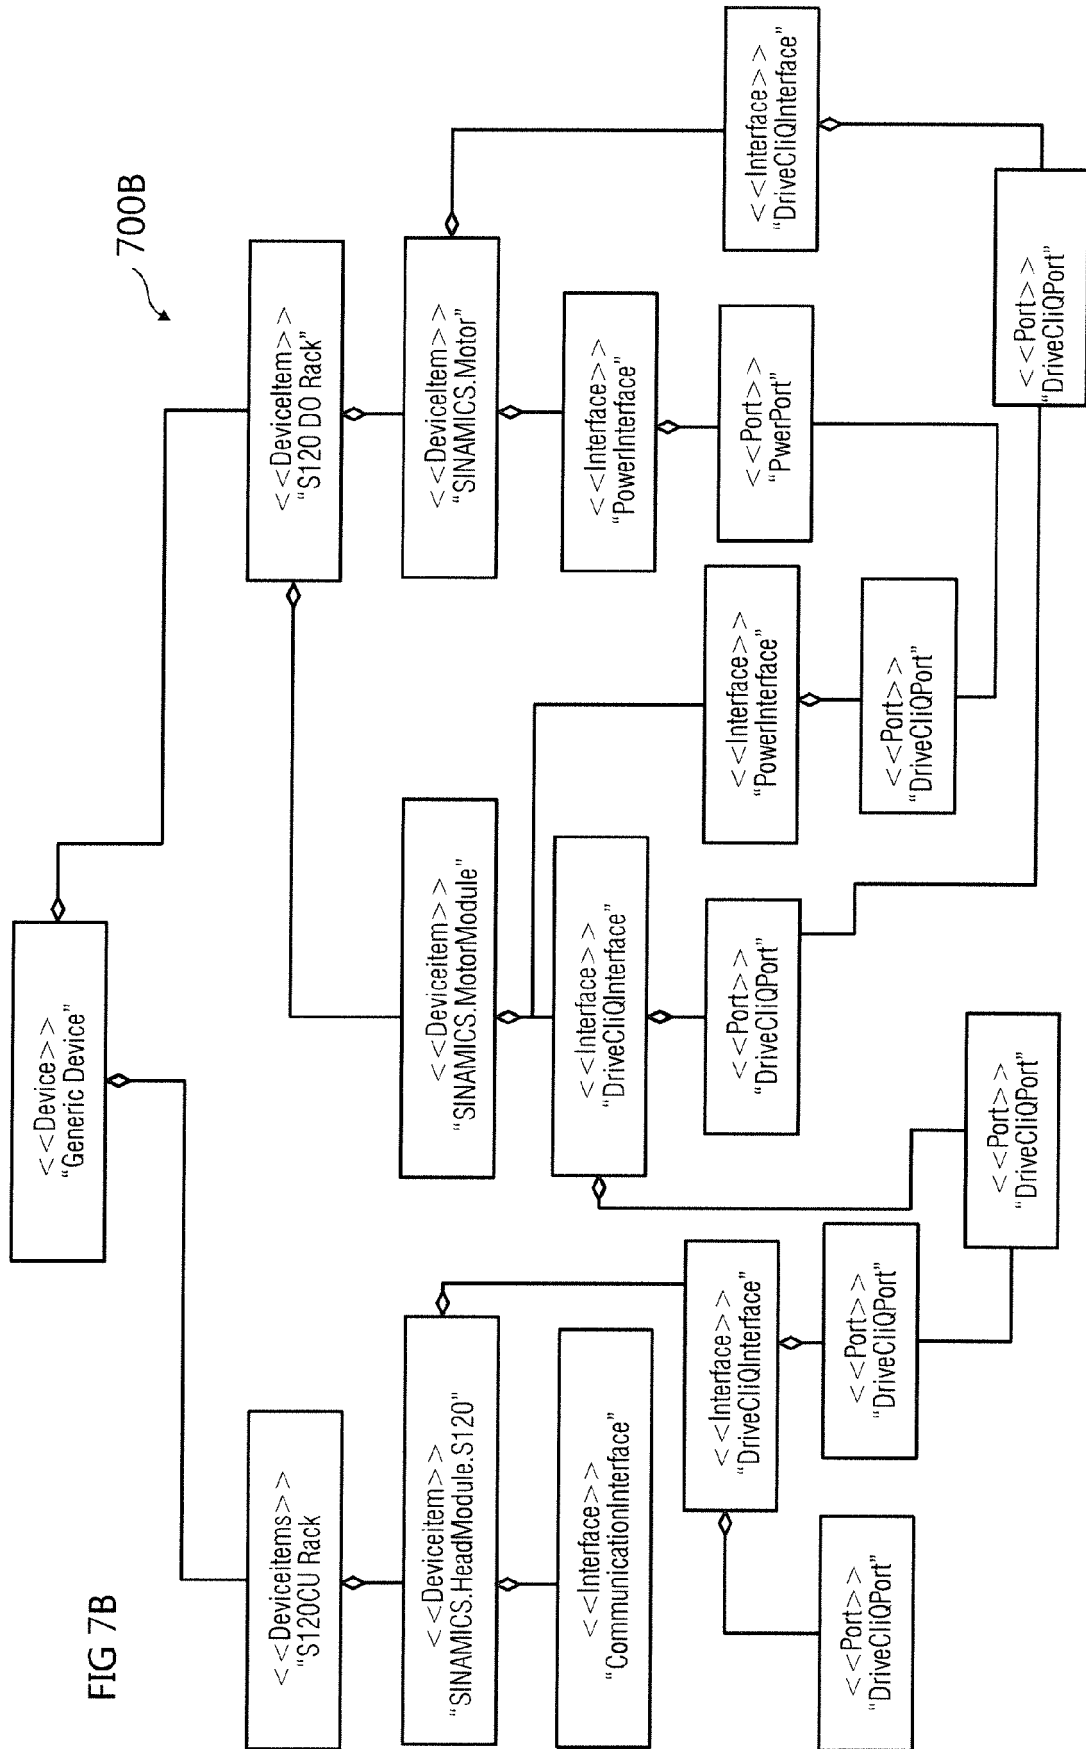 FIG 7B
700B
<<Device>>
“Generic Device”
<<Deviceitems>>
“S120CU Rack
<<DeviceItem>>
“S120 DO Rack”
<<Deviceitem>>
“SINAMICS.HeadModule.S120”
<<Deviceitem>>
“SINAMICS.MotorModule”
<<DeviceItem>>
“SINAMICS.Motor”
<<Interface>>
“CommunicationInterface”
<<Interface>>
“DriveCliQInterface”
<<Interface>>
“PowerInterface”
<<Interface>>
“DriveCliQInterface”
<<Interface>>
“PowerInterface”
<<Interface>>
“DriveCliQInterface”
<<Port>>
“DriveCliQPort”
<<Port>>
“PwerPort”
<<Port>>
“DriveCliQPort”
<<Port>>
“DriveCliQPort”
<<Port>>
“DriveCliQPort”
<<Port>>
“DriveCliQPort”
<<Port>>
“DriveCliQPort”